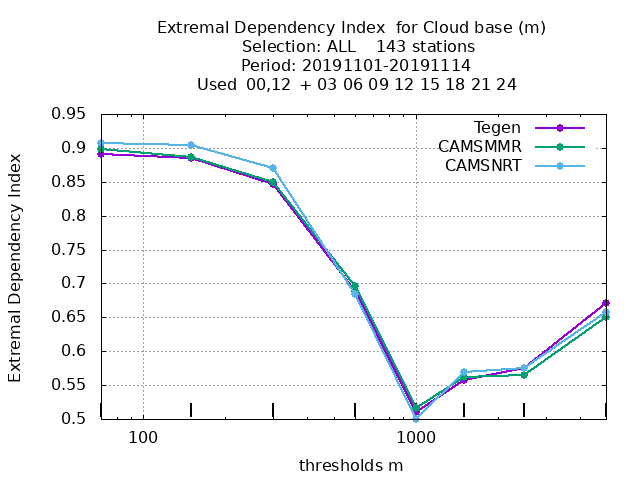 Extremal Dependency Index  for Cloud base (m)
Selection: ALL    143 stations
Period: 20191101-20191114
Used  00,12  + 03 06 09 12 15 18 21 24
0.95
Tegen
0.9
CAMSMMR
CAMSNRT
0.85
0.8
0.75
0.7
0.65
0.6
0.55
0.5
Extremal Dependency Index
100
1000
thresholds m